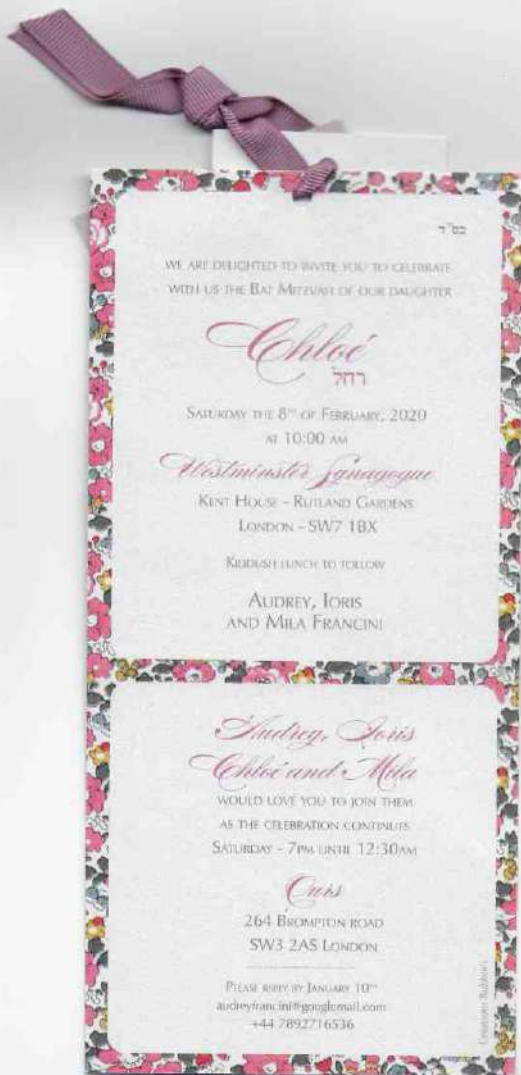 בס"ד
WE ARE DELIGHTED TO INVITE YOU TO CELEBRATE
WITH US THE BAT MITZVAH OF OUR DAUGHTER
Chloé
רחל
SATURDAY THE 8TH OF FEBRUARY, 2020
AT 10:00 AM
Westminster Synagogue
KENT HOUSE - RUTLAND GARDENS
LONDON - SW7 1BX
KIDDUSH LUNCH TO FOLLOW
AUDREY, IORIS
AND MILA FRANCINI
Audrey, Ioris
Chloé and Mila
WOULD LOVE YOU TO JOIN THEM
AS THE CELEBRATION CONTINUES
SATURDAY - 7PM UNTIL 12:30AM
Ours
264 BROMPTON ROAD
SW3 2AS LONDON
PLEASE REPLY BY JANUARY 10TH
audreyfrancini@googlemail.com
+44 7892716536